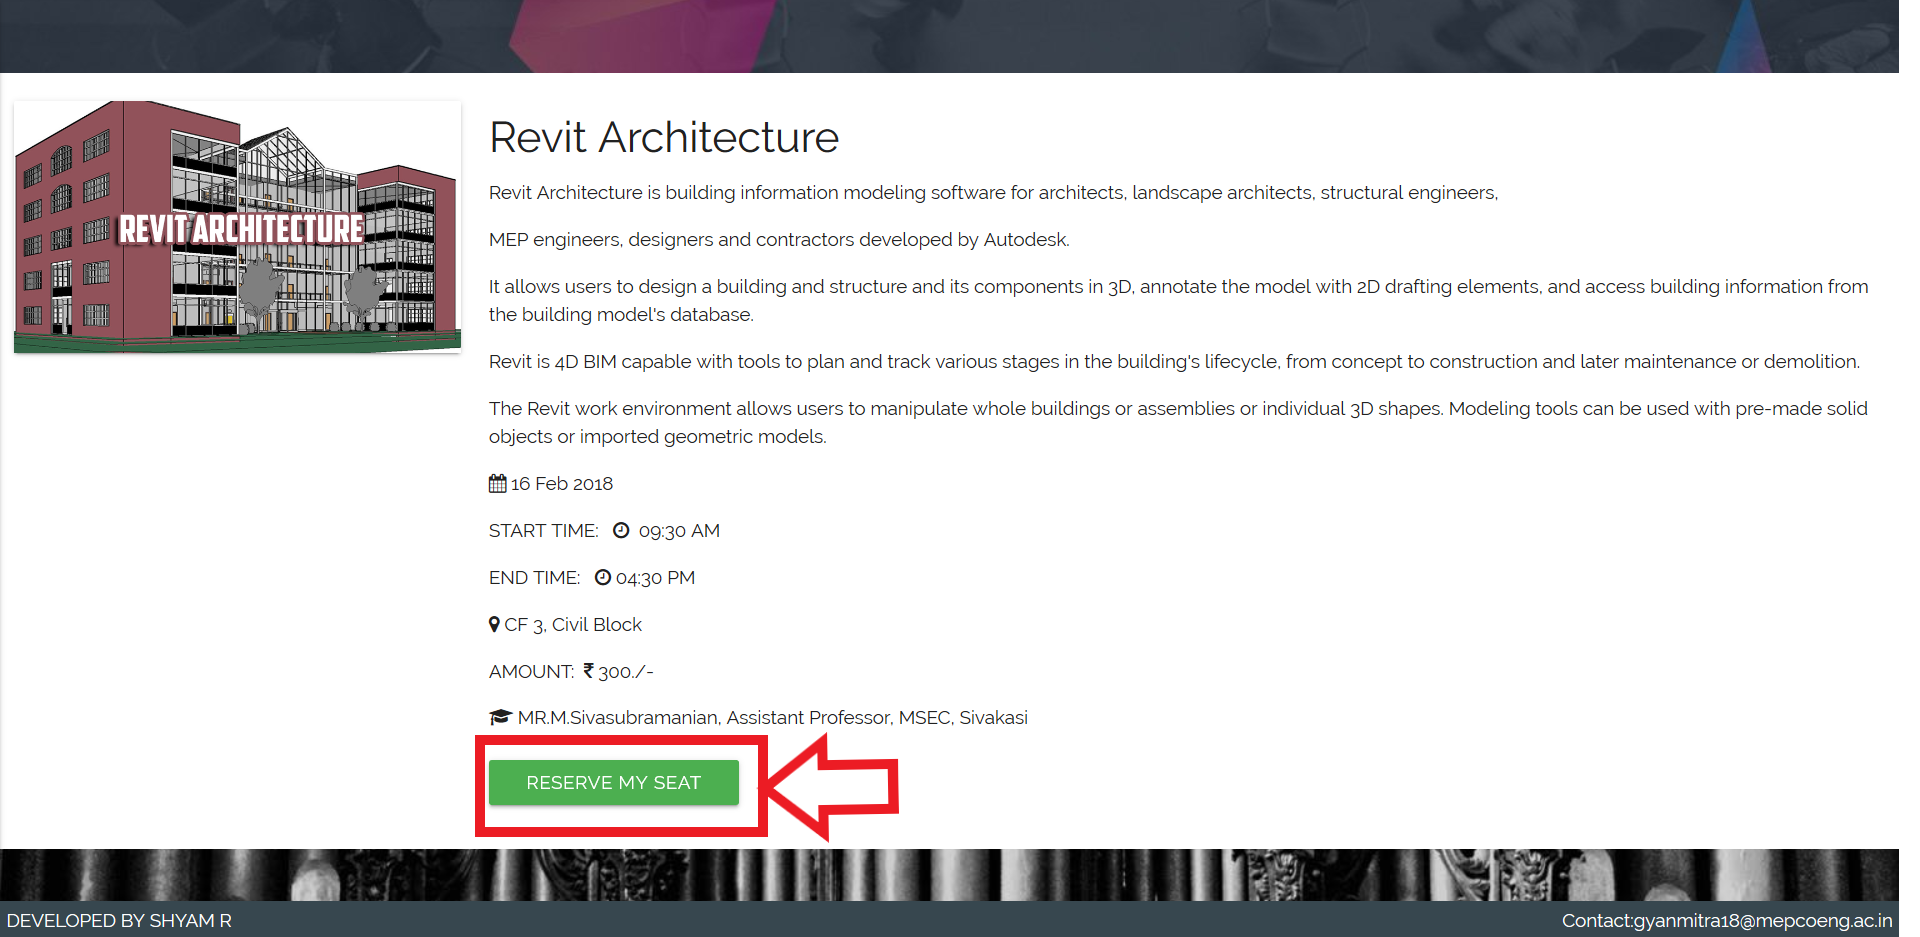 REVIT ARCHITECTURE
Revit Architecture
Revit Architecture is building information modeling software for architects, landscape architects, structural engineers,
MEP engineers, designers and contractors developed by Autodesk.
It allows users to design a building and structure and its components in 3D, annotate the model with 2D drafting elements, and access building information from
the building model's database.
Revit is 4D BIM capable with tools to plan and track various stages in the building's lifecycle, from concept to construction and later maintenance or demolition.
The Revit work environment allows users to manipulate whole buildings or assemblies or individual 3D shapes. Modeling tools can be used with pre-made solid
objects or imported geometric models.
16 Feb 2018
START TIME: 09:30 AM
END TIME: 04:30 PM
CF 3, Civil Block
AMOUNT: ₹ 300./-
MR.M.Sivasubramanian, Assistant Professor, MSEC, Sivakasi
RESERVE MY SEAT
DEVELOPED BY SHYAM R
Contact:gyanmitra18@mepcoeng.ac.in